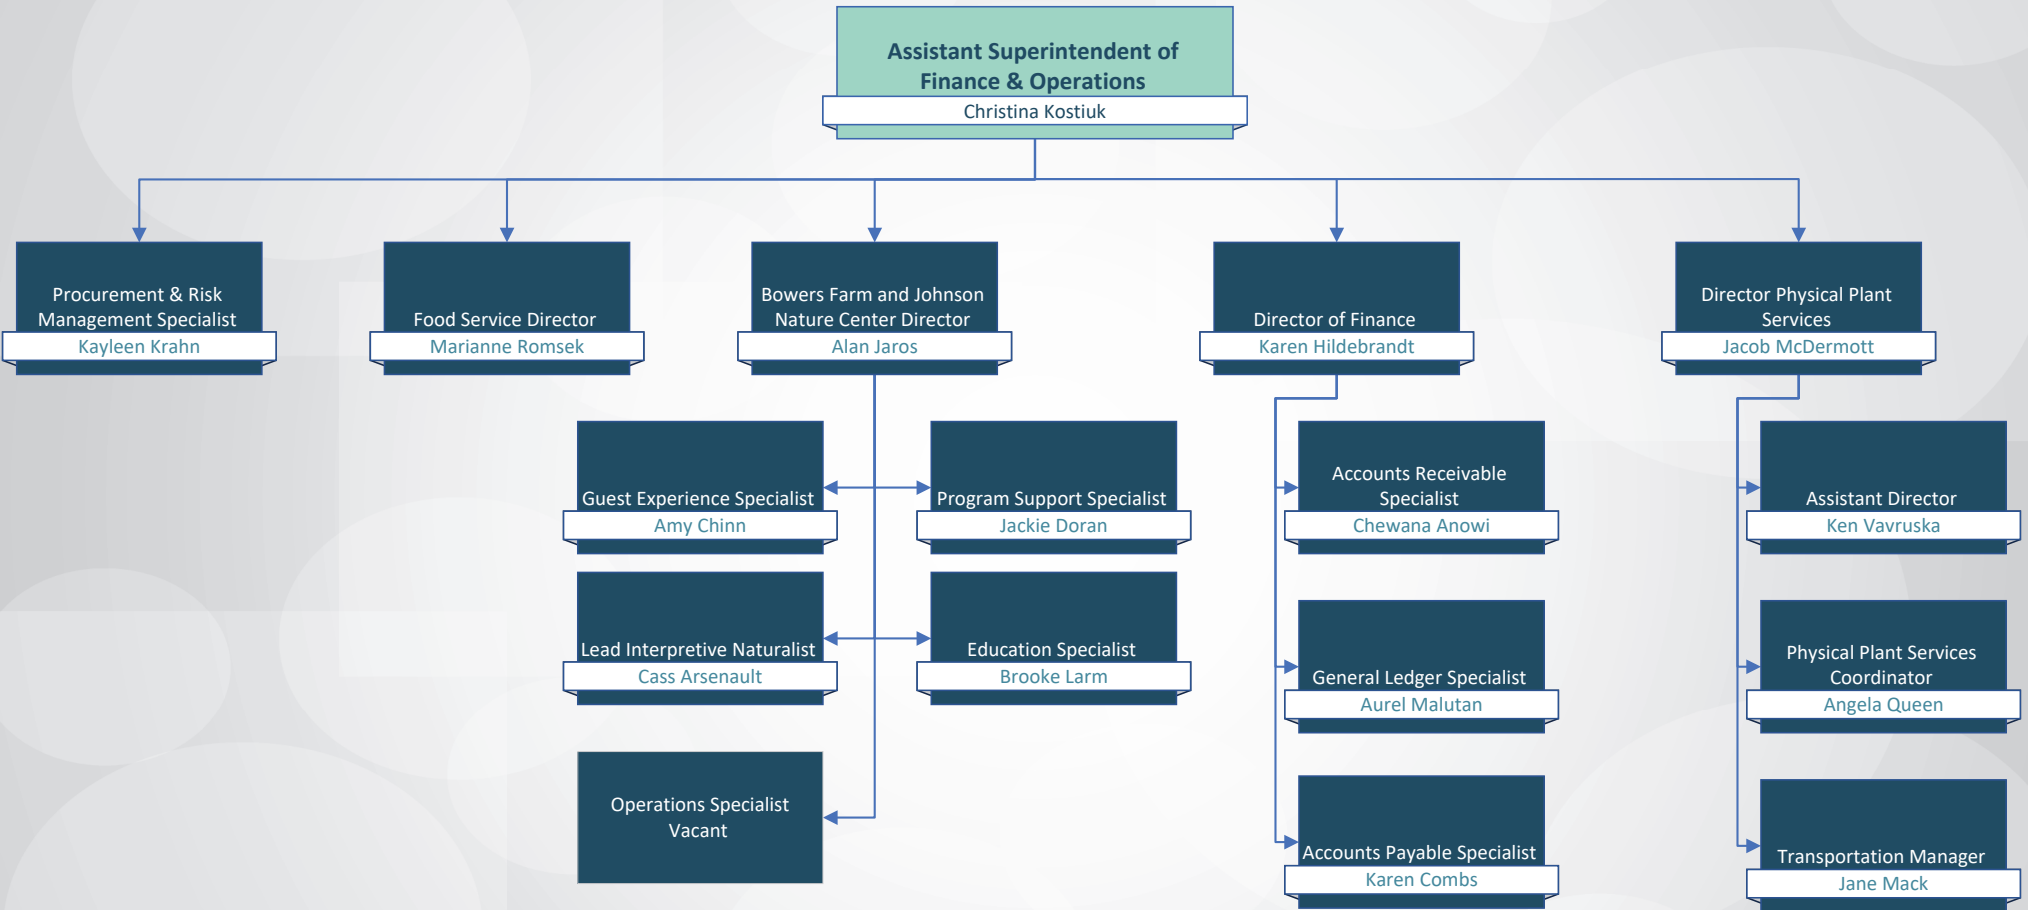 Assistant Superintendent of
Finance & Operations
Christina Kostiuk
Procurement & Risk
Management Specialist
Kayleen Krahn
Food Service Director
Marianne Romsek
Bowers Farm and Johnson
Nature Center Director
Alan Jaros
Director of Finance
Karen Hildebrandt
Director Physical Plant
Services
Jacob McDermott
Guest Experience Specialist
Amy Chinn
Program Support Specialist
Jackie Doran
Accounts Receivable
Specialist
Chewana Anowi
Assistant Director
Ken Vavruska
Lead Interpretive Naturalist
Cass Arsenault
Education Specialist
Brooke Larm
General Ledger Specialist
Aurel Malutan
Physical Plant Services
Coordinator
Angela Queen
Operations Specialist
Vacant
Accounts Payable Specialist
Karen Combs
Transportation Manager
Jane Mack